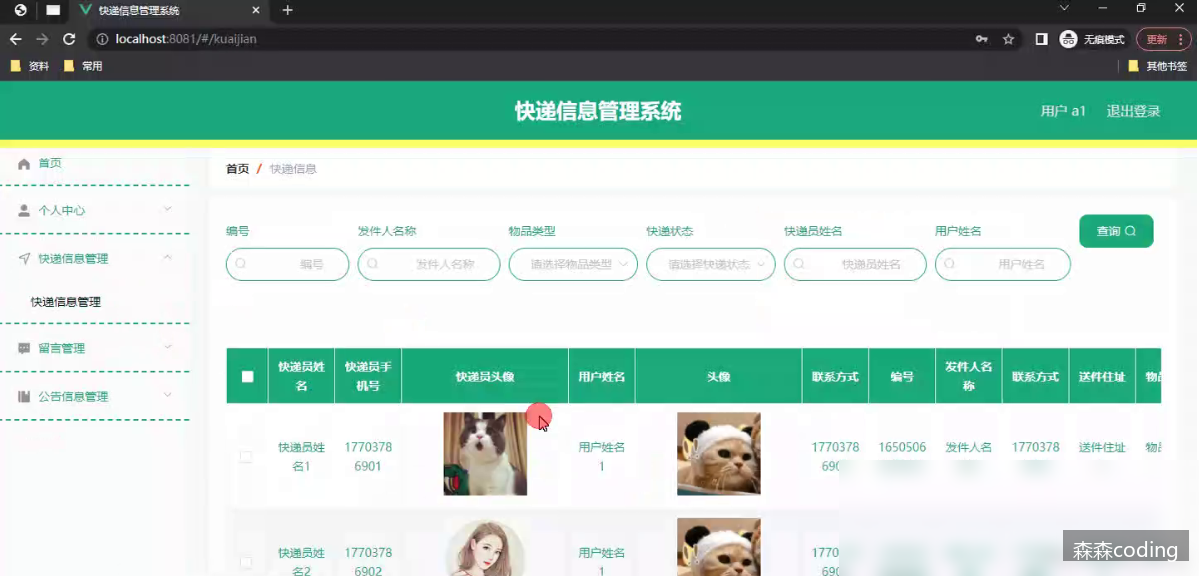 快递信息管理系统
localhost:8081/#/kuaijian
无痕模式
更新
资料
常用
其他书签
快递信息管理系统
用户 a1
退出登录
首页
个人中心
快递信息管理
快递信息管理
留言管理
公告信息管理
首页 / 快递信息
编号
发件人名称
物品类型
快递状态
快递员姓名
用户姓名
查询
编号
发件人名称
请选择物品类型
请选择快递状态
快递员姓名
用户姓名
快递员姓
名
快递员手
机号
快递员头像
用户姓名
头像
联系方式
编号
发件人名
称
联系方式
送件住址
快递员姓
名1
1770378
6901
用户姓名
1
1770378
1650506
发件人名
1770378
送件住址
快递员姓
名2
1770378
6902
用户姓名
1
1770
森森coding